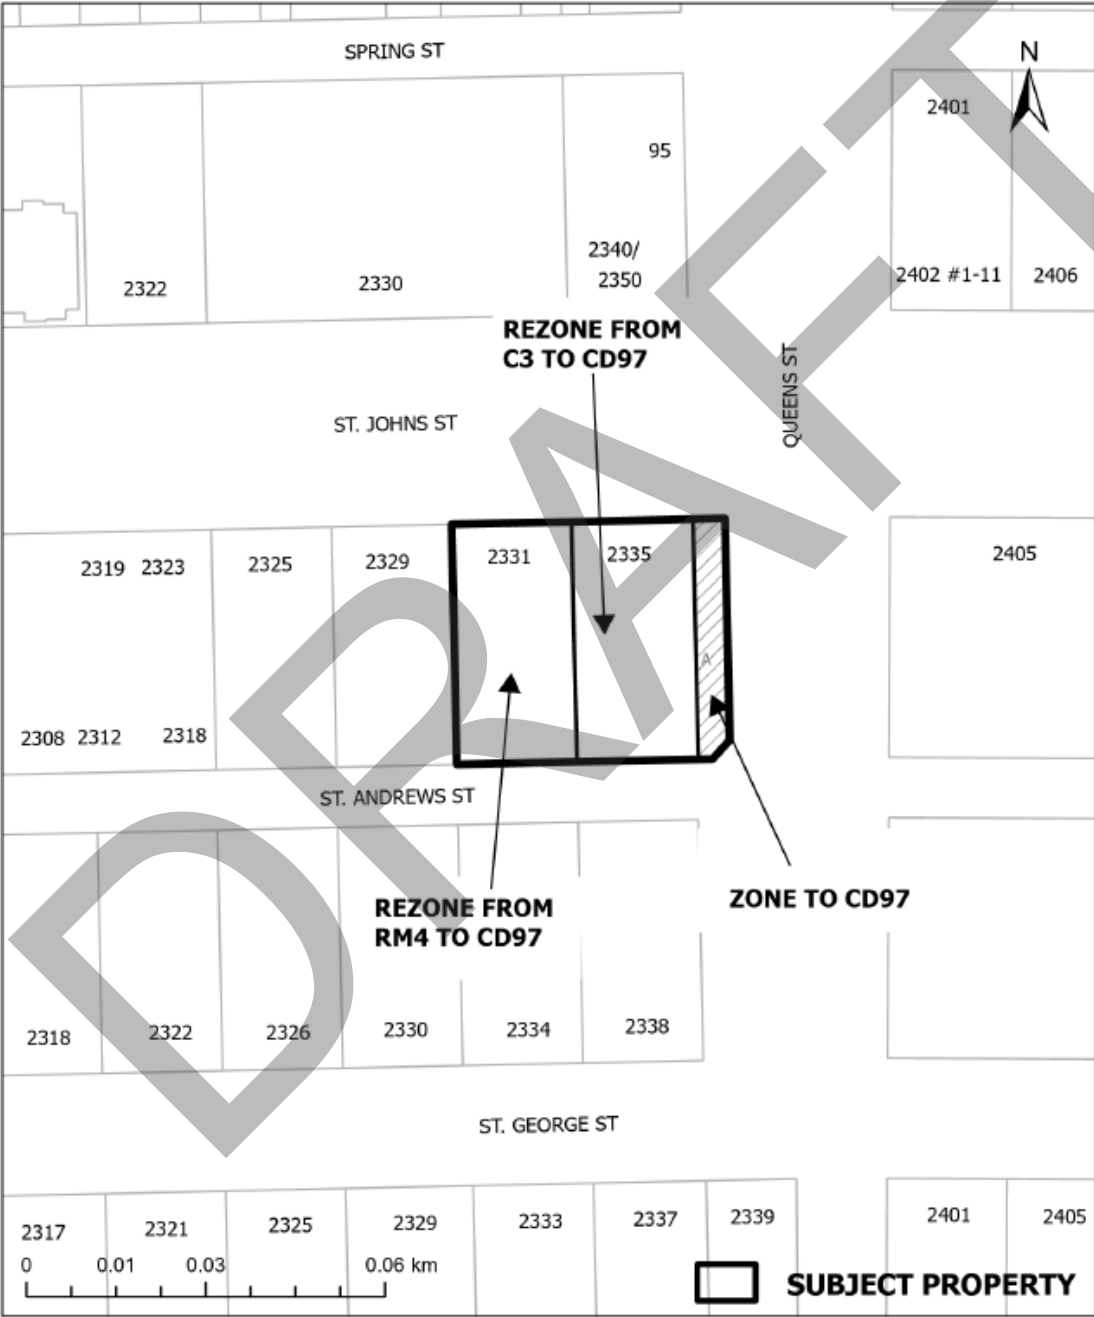 SPRING ST
N
2401
95
2340/
2350
2322
2330
2402 #1-11
2406
REZONE FROM
C3 TO CD97
QUEENS ST
ST. JOHNS ST
2319 2323
2325
2329
2331
2335
2405
A
2308 2312
2318
ST. ANDREWS ST
REZONE FROM
RM4 TO CD97
ZONE TO CD97
2318
2322
2326
2330
2334
2338
ST. GEORGE ST
2317
2321
2325
2329
2333
2337
2339
2401
2405
0 0.01 0.03 0.06 km
SUBJECT PROPERTY
DRAFT